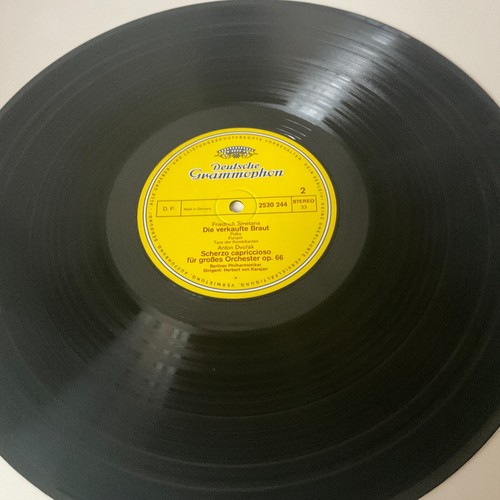 Deutsche
Grammophon
2
D. P.
Made in Germany
2530 244
STEREO
33
Friedrich Smetana
Die verkaufte Braut
Polka
Furiant
Tanz der Komödianten
Anton Dvořák
Scherzo capriccioso
für großes Orchester op. 66
Berliner Philharmoniker
Dirigent: Herbert von Karajan